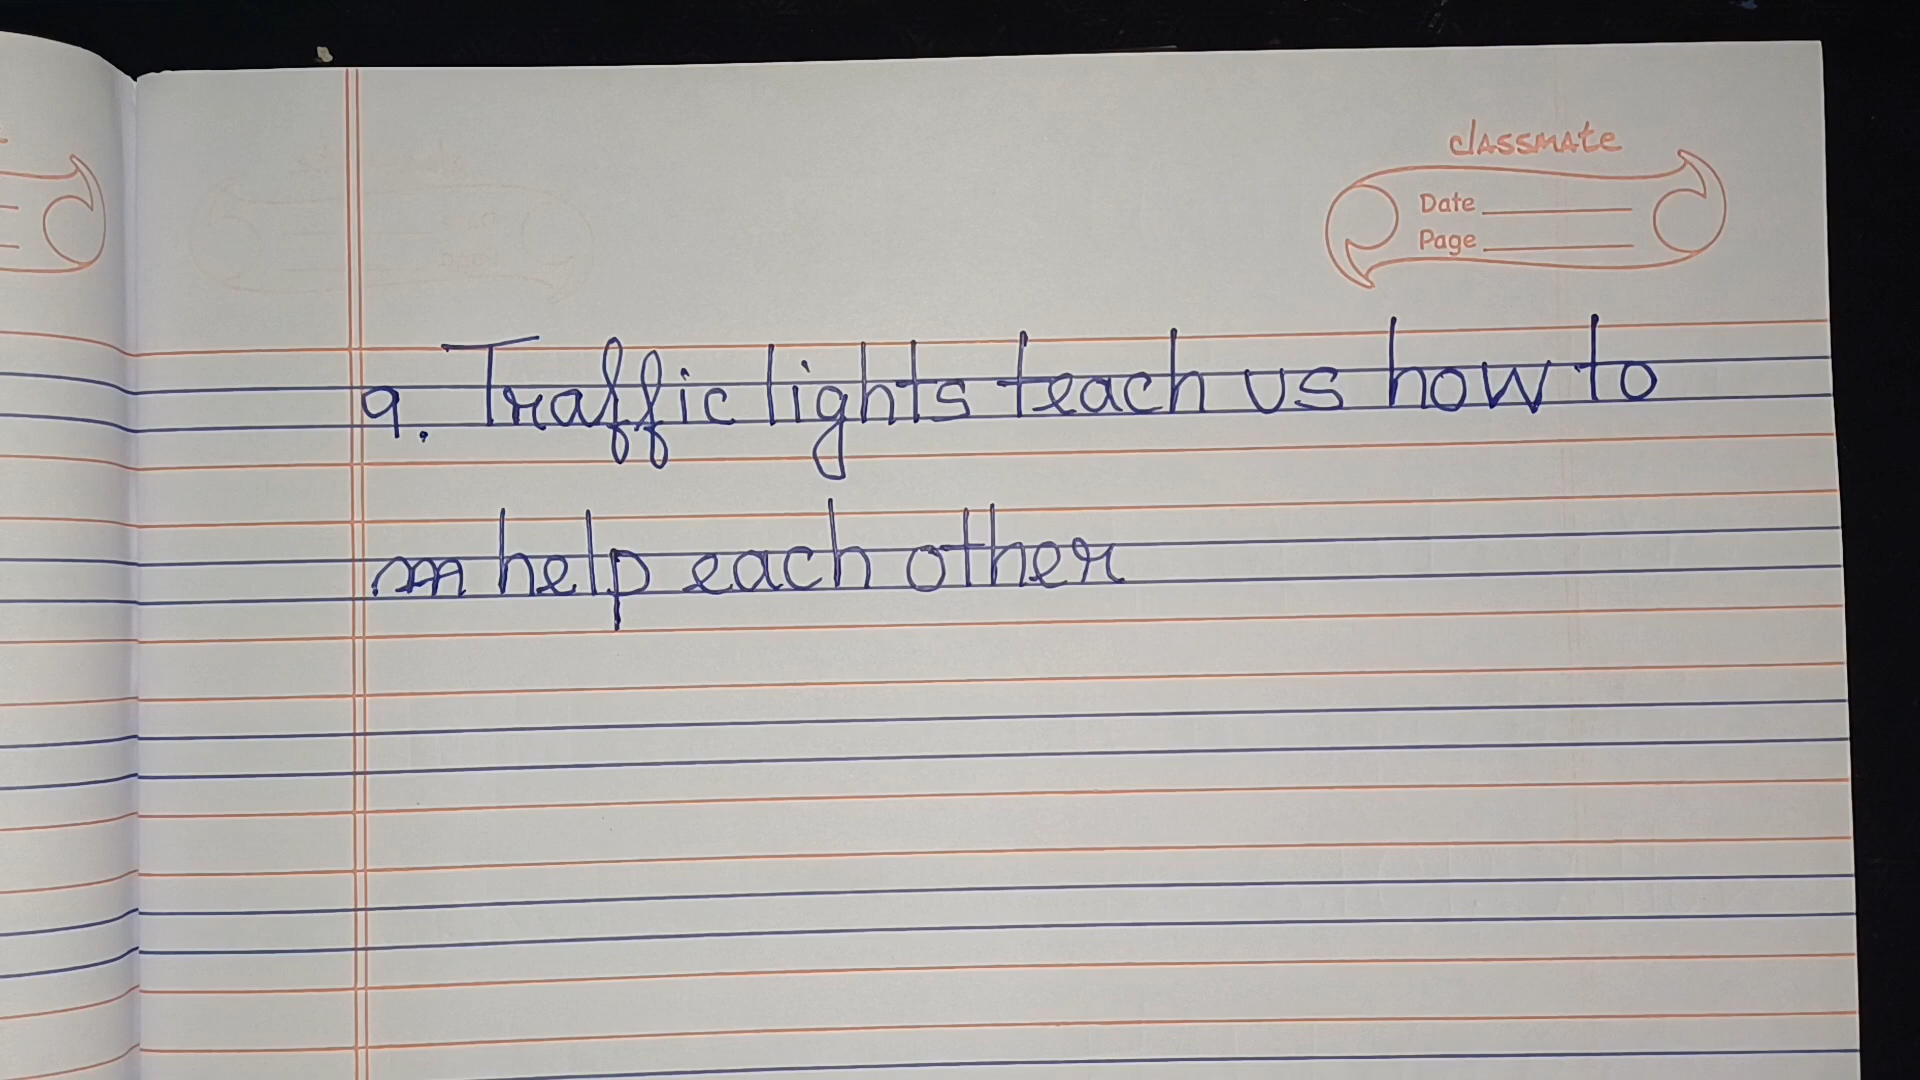 classmate
Date
Page
9. Traffic lights teach us how to
help each other